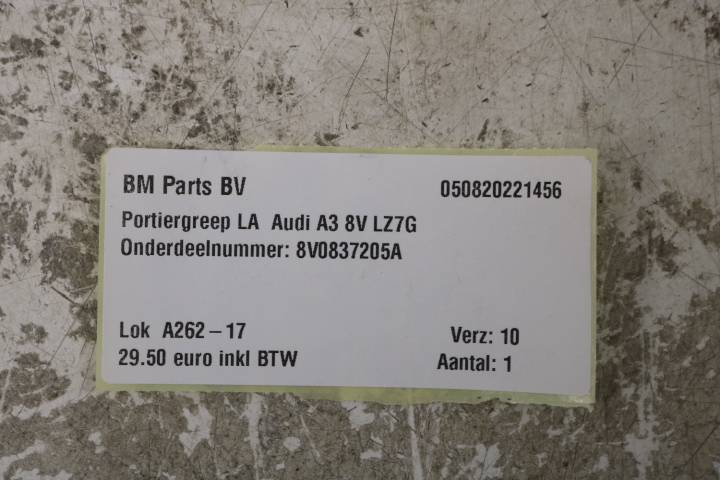 BM Parts BV 050820221456
Portiergreep LA Audi A3 8V LZ7G
Onderdeelnummer: 8V0837205A
Lok A262-17 Verz: 10
29.50 euro inkl BTW Aantal: 1